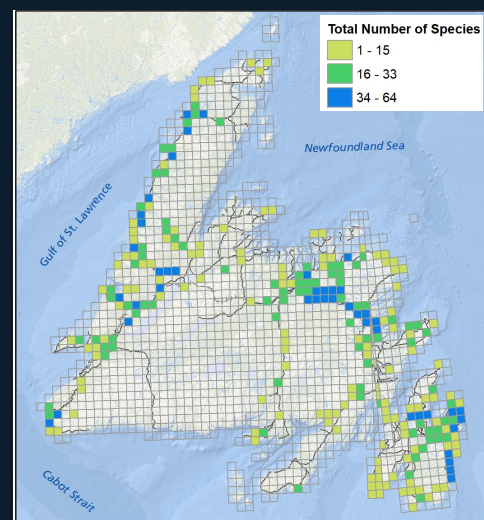 Total Number of Species
1 - 15
16 - 33
34 - 64
Newfoundland Sea
Gulf of St. Lawrence
Cabot Strait